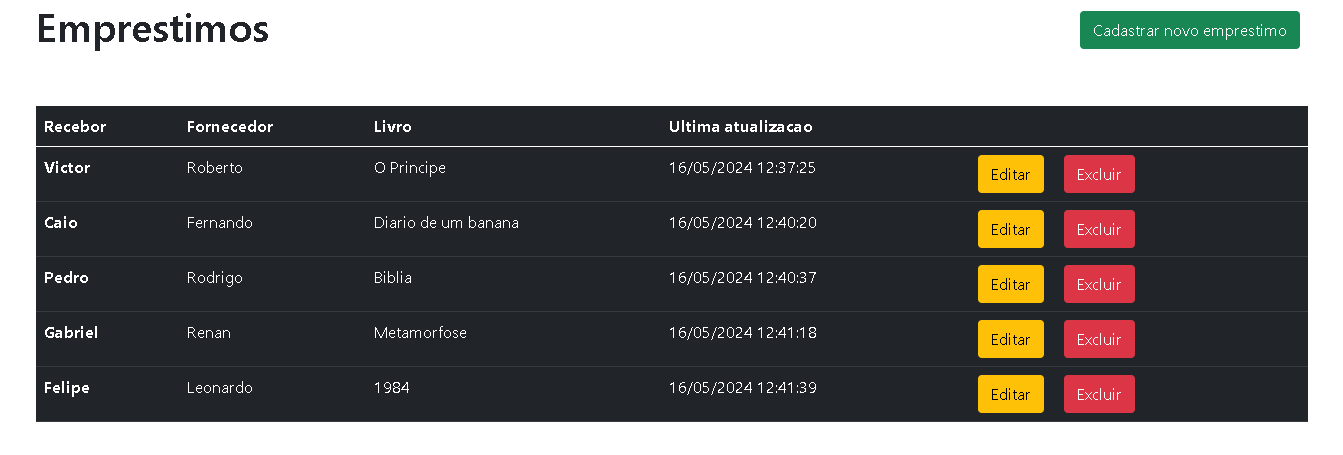 Emprestimos
Cadastrar novo emprestimo
Recebor Fornecedor Livro Ultima atualizacao
Victor Roberto O Principe 16/05/2024 12:37:25 Editar Excluir
Caio Fernando Diario de um banana 16/05/2024 12:40:20 Editar Excluir
Pedro Rodrigo Biblia 16/05/2024 12:40:37 Editar Excluir
Gabriel Renan Metamorfose 16/05/2024 12:41:18 Editar Excluir
Felipe Leonardo 1984 16/05/2024 12:41:39 Editar Excluir